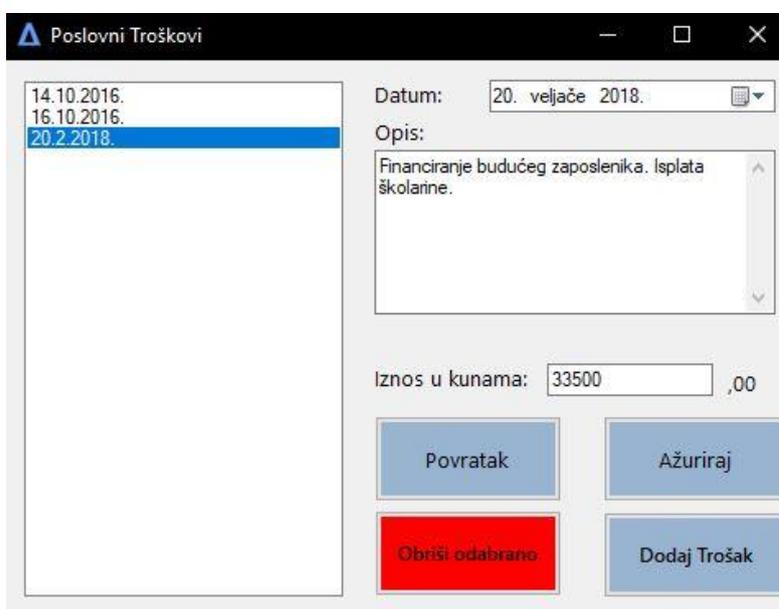 Poslovni Troškovi
14.10.2016.
16.10.2016.
20.2.2018.
Datum:
20. veljače 2018.
Opis:
Financiranje budućeg zaposlenika. Isplata
školarine.
Iznos u kunama:
33500
,00
Povratak
Ažuriraj
Obriši odabrano
Dodaj Trošak